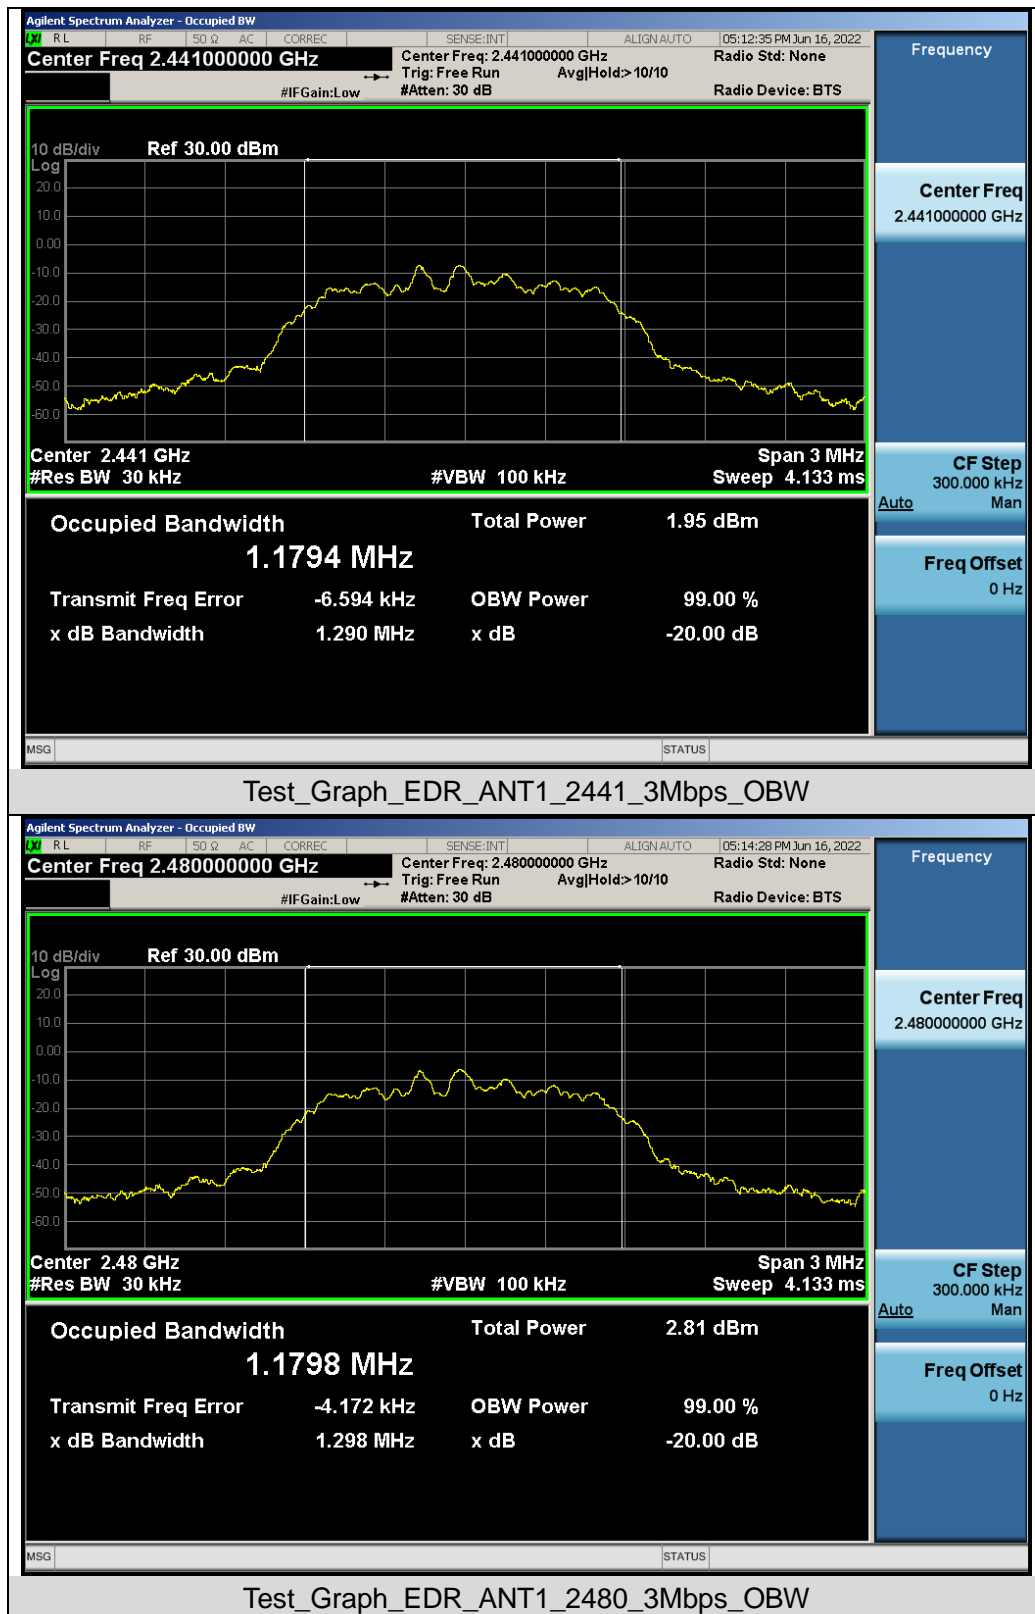 Agilent Spectrum Analyzer - Occupied BW
LXI RL RF 50 Ω AC CORREC SENSE:INT ALIGN AUTO 05:12:35 PM Jun 16, 2022
Center Freq 2.441000000 GHz
Center Freq: 2.441000000 GHz Radio Std: None
Trig: Free Run Avg|Hold:> 10/10
#IFGain:Low #Atten: 30 dB Radio Device: BTS
Frequency
10 dB/div Ref 30.00 dBm
Log
20.0
10.0
0.00
-10.0
-20.0
-30.0
-40.0
-50.0
-60.0
Center 2.441 GHz Span 3 MHz
#Res BW 30 kHz #VBW 100 kHz Sweep 4.133 ms
Center Freq
2.441000000 GHz
CF Step
300.000 kHz
Auto Man
Freq Offset
0 Hz
Occupied Bandwidth Total Power 1.95 dBm
1.1794 MHz
Transmit Freq Error -6.594 kHz OBW Power 99.00 %
x dB Bandwidth 1.290 MHz x dB -20.00 dB
MSG STATUS
Test_Graph_EDR_ANT1_2441_3Mbps_OBW
Agilent Spectrum Analyzer - Occupied BW
LXI RL RF 50 Ω AC CORREC SENSE:INT ALIGN AUTO 05:14:28 PM Jun 16, 2022
Center Freq 2.480000000 GHz
Center Freq: 2.480000000 GHz Radio Std: None
Trig: Free Run Avg|Hold:> 10/10
#IFGain:Low #Atten: 30 dB Radio Device: BTS
Frequency
10 dB/div Ref 30.00 dBm
Log
20.0
10.0
0.00
-10.0
-20.0
-30.0
-40.0
-50.0
-60.0
Center 2.48 GHz Span 3 MHz
#Res BW 30 kHz #VBW 100 kHz Sweep 4.133 ms
Center Freq
2.480000000 GHz
CF Step
300.000 kHz
Auto Man
Freq Offset
0 Hz
Occupied Bandwidth Total Power 2.81 dBm
1.1798 MHz
Transmit Freq Error -4.172 kHz OBW Power 99.00 %
x dB Bandwidth 1.298 MHz x dB -20.00 dB
MSG STATUS
Test_Graph_EDR_ANT1_2480_3Mbps_OBW